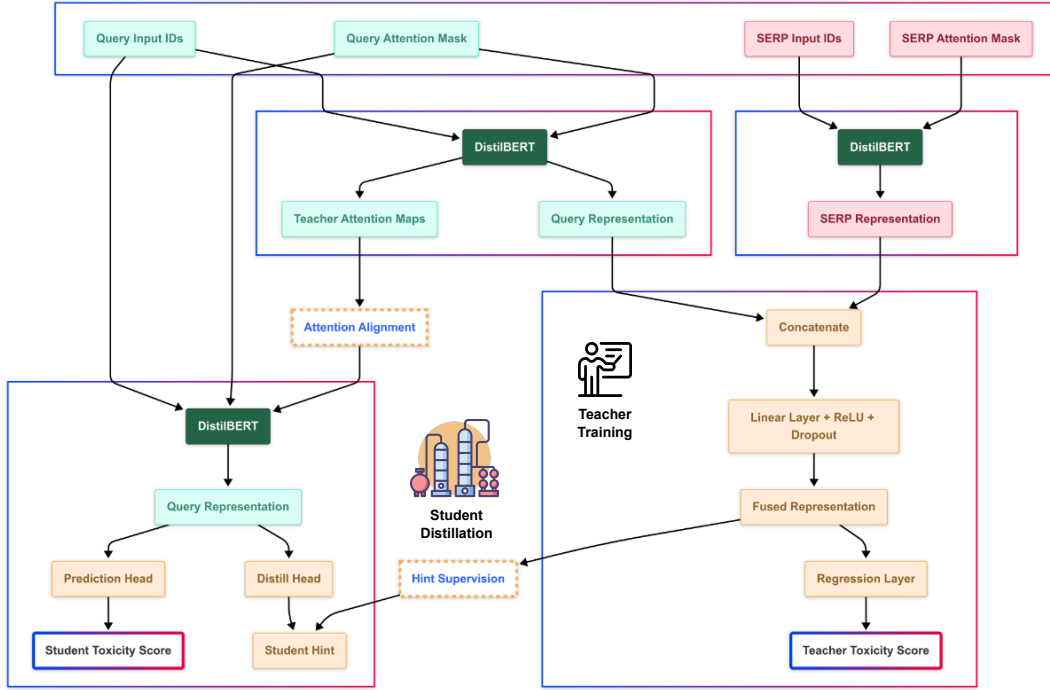 Query Input IDs
Query Attention Mask
SERP Input IDs
SERP Attention Mask
DistilBERT
DistilBERT
Teacher Attention Maps
Query Representation
SERP Representation
Attention Alignment
Concatenate
Teacher
Training
Linear Layer + ReLU +
Dropout
DistilBERT
Query Representation
Student
Distillation
Fused Representation
Prediction Head
Distill Head
Hint Supervision
Regression Layer
Student Toxicity Score
Student Hint
Teacher Toxicity Score